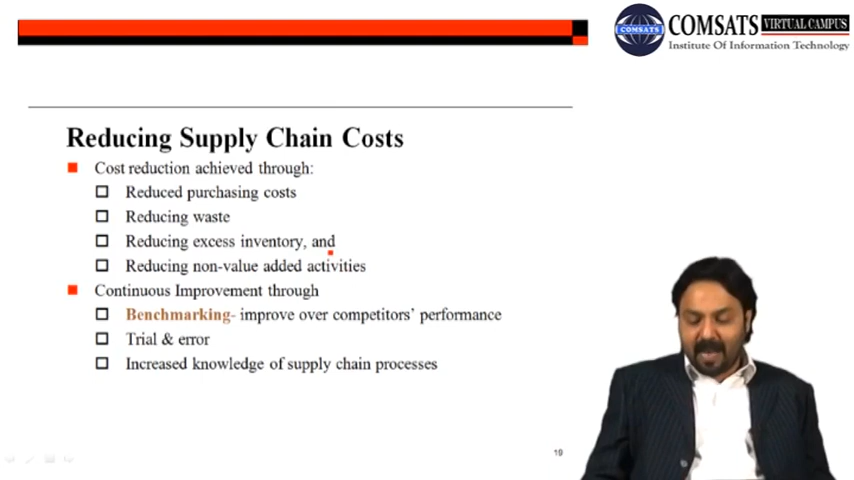 COMSATS VIRTUAL CAMPUS
COMSATS
Institute Of Information Technology
Reducing Supply Chain Costs
Cost reduction achieved through:
Reduced purchasing costs
Reducing waste
Reducing excess inventory, and
Reducing non-value added activities
Continuous Improvement through
Benchmarking- improve over competitors' performance
Trial & error
Increased knowledge of supply chain processes
19